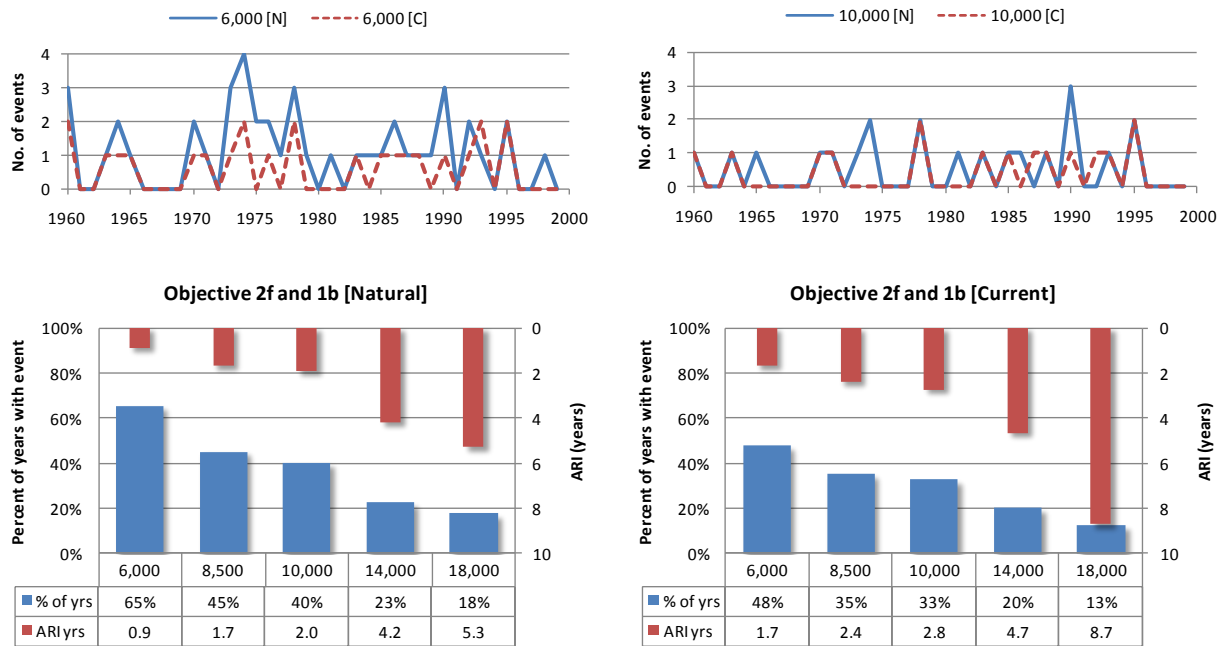 6,000 [N] 6,000 [C]
No. of events
4
3
2
1
0
1960 1965 1970 1975 1980 1985 1990 1995 2000
10,000 [N] 10,000 [C]
No. of events
4
3
2
1
0
1960 1965 1970 1975 1980 1985 1990 1995 2000
Objective 2f and 1b [Natural]
Percent of years with event
100%
80%
60%
40%
20%
0%
0
2
4
6
8
10
ARI (years)
6,000 8,500 10,000 14,000 18,000
% of yrs 65% 45% 40% 23% 18%
ARI yrs 0.9 1.7 2.0 4.2 5.3
Objective 2f and 1b [Current]
Percent of years with event
100%
80%
60%
40%
20%
0%
0
2
4
6
8
10
ARI (years)
6,000 8,500 10,000 14,000 18,000
% of yrs 48% 35% 33% 20% 13%
ARI yrs 1.7 2.4 2.8 4.7 8.7